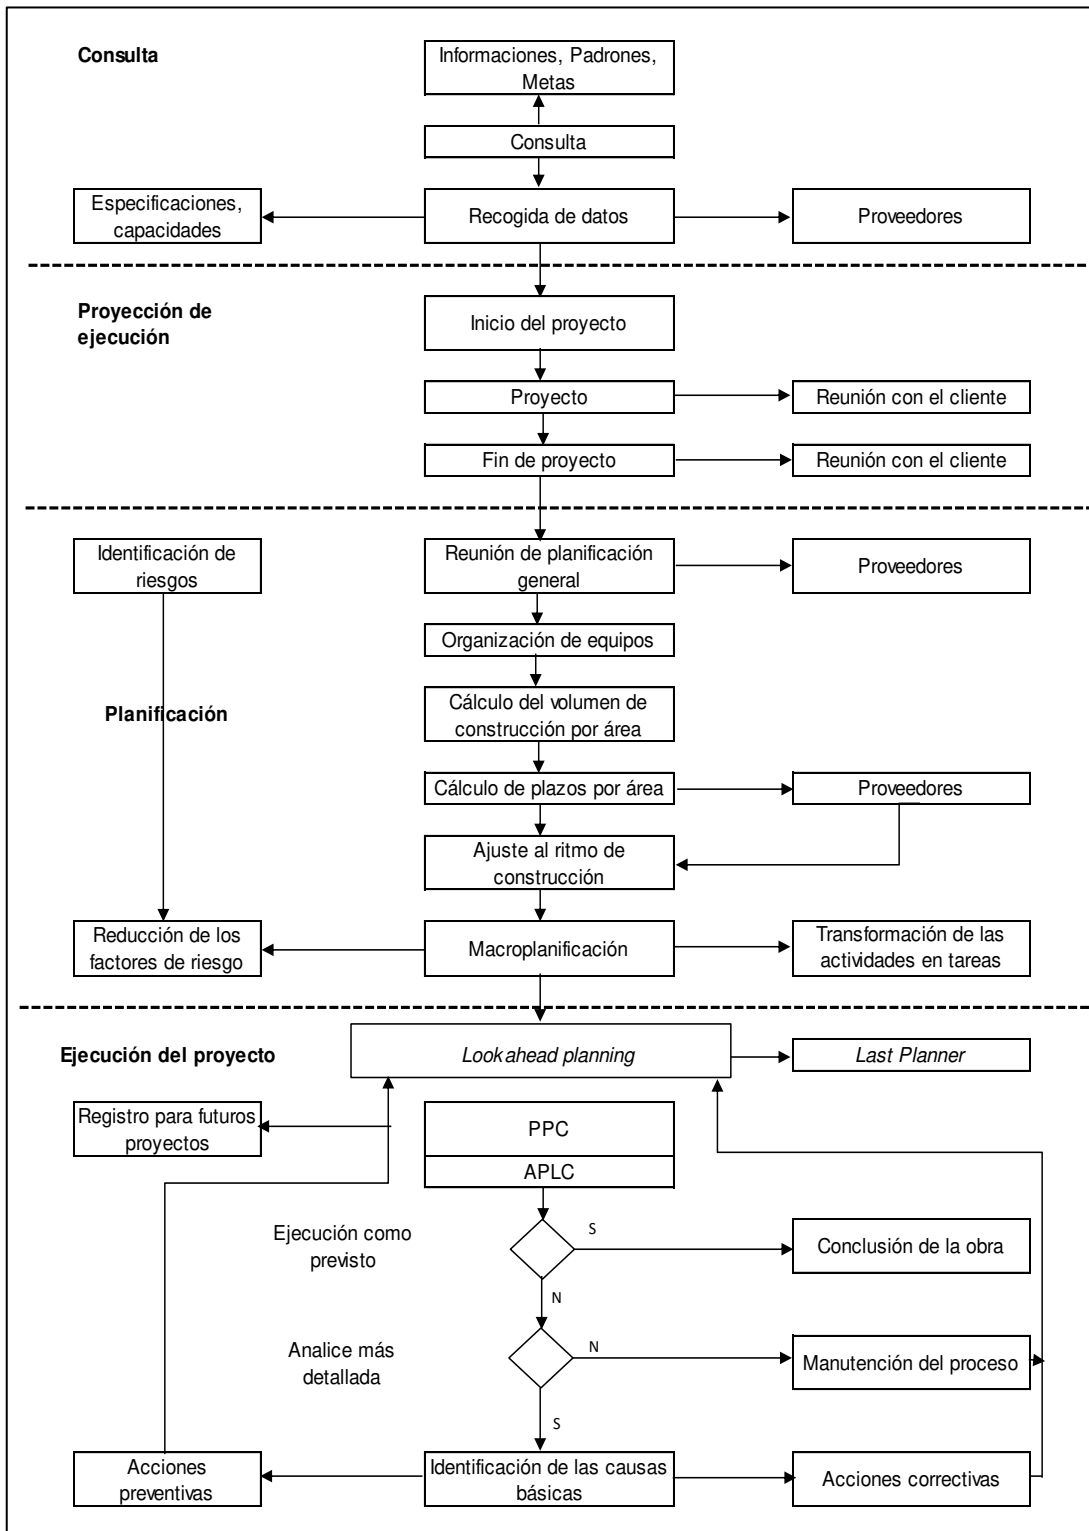 Consulta
Informaciones, Padrones,
Metas
Consulta
Especificaciones,
capacidades
Recogida de datos
Proveedores
Proyección de
ejecución
Inicio del proyecto
Proyecto
Reunión con el cliente
Fin de proyecto
Reunión con el cliente
Identificación de
riesgos
Reunión de planificación
general
Proveedores
Organización de equipos
Planificación
Cálculo del volumen de
construcción por área
Cálculo de plazos por área
Proveedores
Ajuste al ritmo de
construcción
Reducción de los
factores de riesgo
Macroplanificación
Transformación de las
actividades en tareas
Ejecución del proyecto
Lookahead planning
Last Planner
Registro para futuros
proyectos
PPC
APLC
Ejecución como
previsto
S
Conclusión de la obra
N
Analice más
detallada
N
Manutención del proceso
S
Acciones
preventivas
Identificación de las causas
básicas
Acciones correctivas